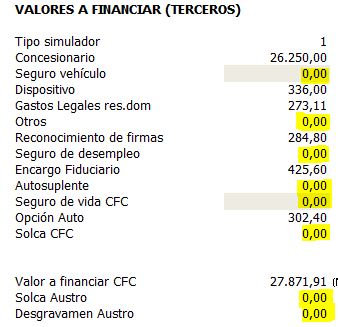 VALORES A FINANCIAR (TERCEROS)
Tipo simulador 1
Concesionario 26.250,00
Seguro vehículo 0,00
Dispositivo 336,00
Gastos Legales res.dom 273,11
Otros 0,00
Reconocimiento de firmas 284,80
Seguro de desempleo 0,00
Encargo Fiduciario 425,60
Autosuplente 0,00
Seguro de vida CFC 0,00
Opción Auto 302,40
Solca CFC 0,00
Valor a financiar CFC 27.871,91
Solca Austro 0,00
Desgravamen Austro 0,00